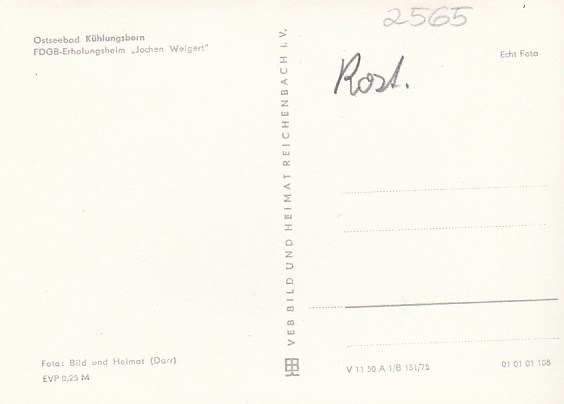 2565
Ostseebad Kühlungsborn
FDGB-Erholungsheim „Jochen Weigert"
Echt Foto
Rost.
VEB BILD UND HEIMAT REICHENBACH I. V.
Foto: Bild und Heimat (Darr)
EVP 0,25 M
V 11 50 A 1/B 151/75
01 01 01 108